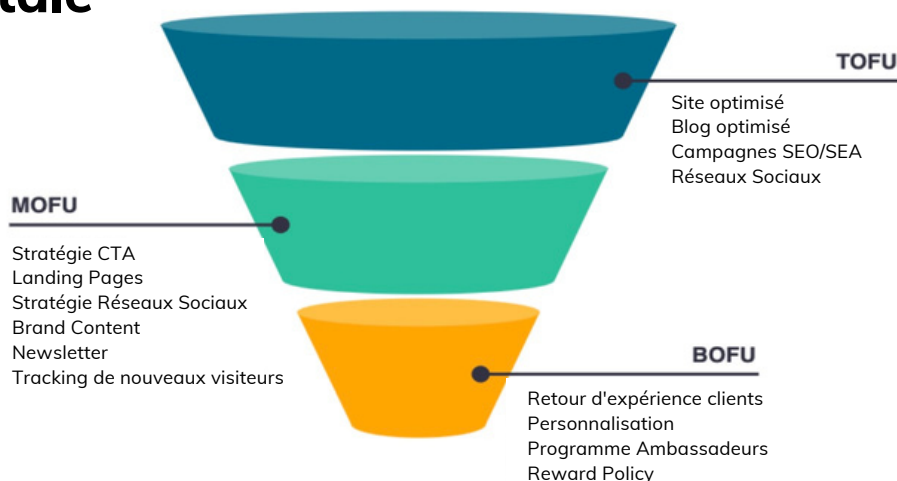 TOFU
Site optimisé
Blog optimisé
Campagnes SEO/SEA
Réseaux Sociaux
MOFU
Stratégie CTA
Landing Pages
Stratégie Réseaux Sociaux
Brand Content
Newsletter
Tracking de nouveaux visiteurs
BOFU
Retour d'expérience clients
Personnalisation
Programme Ambassadeurs
Reward Policy